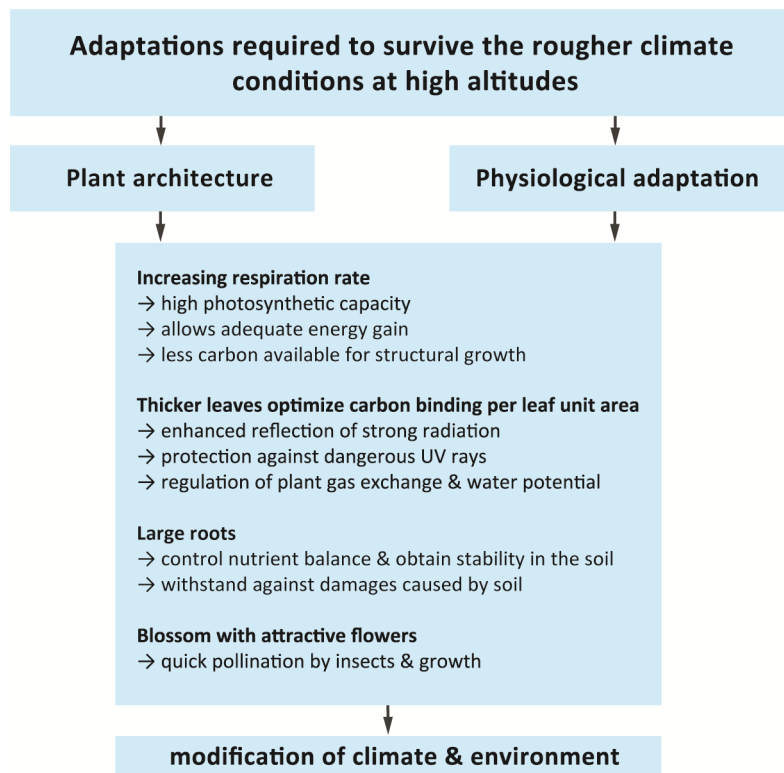 Adaptations required to survive the rougher climate
conditions at high altitudes
Plant architecture
Physiological adaptation
Increasing respiration rate
→ high photosynthetic capacity
→ allows adequate energy gain
→ less carbon available for structural growth
Thicker leaves optimize carbon binding per leaf unit area
→ enhanced reflection of strong radiation
→ protection against dangerous UV rays
→ regulation of plant gas exchange & water potential
Large roots
→ control nutrient balance & obtain stability in the soil
→ withstand against damages caused by soil
Blossom with attractive flowers
→ quick pollination by insects & growth
modification of climate & environment